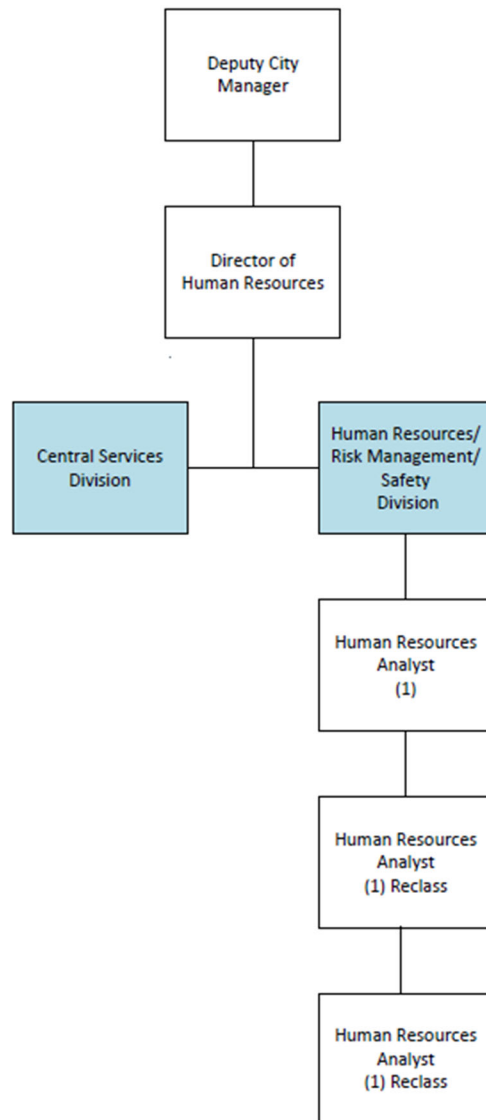 Deputy City
Manager
Director of
Human Resources
Central Services
Division
Human Resources/
Risk Management/
Safety
Division
Human Resources
Analyst
(1)
Human Resources
Analyst
(1) Reclass
Human Resources
Analyst
(1) Reclass